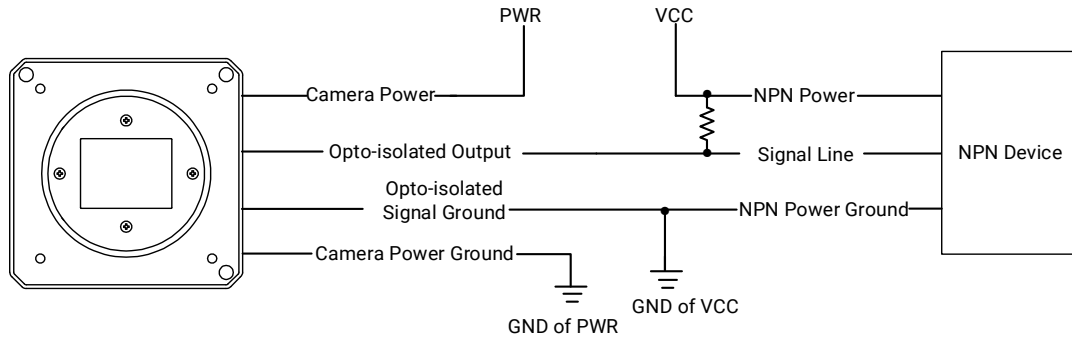 PWR
VCC
Camera Power
NPN Power
Opto-isolated Output
Signal Line
NPN Device
Opto-isolated
Signal Ground
NPN Power Ground
Camera Power Ground
GND of VCC
GND of PWR